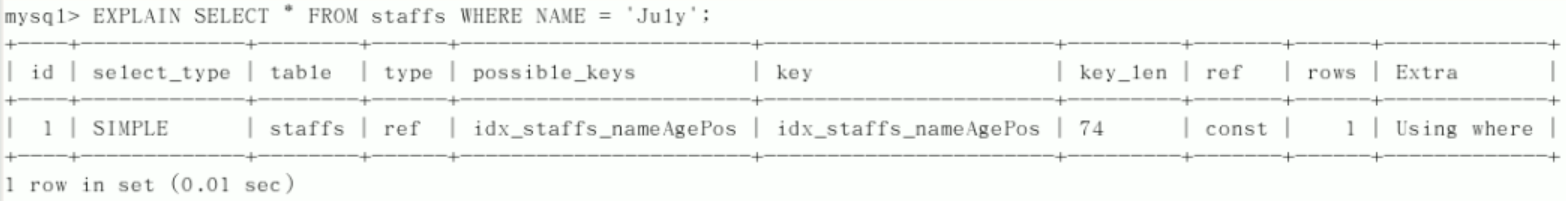 mysql> EXPLAIN SELECT * FROM staffs WHERE NAME = 'July';
+----+-------------+--------+------+-----------------------+-----------------------+---------+-------+------+-------------+
| id | select_type | table | type | possible_keys | key | key_len | ref | rows | Extra |
+----+-------------+--------+------+-----------------------+-----------------------+---------+-------+------+-------------+
| 1 | SIMPLE | staffs | ref | idx_staffs_nameAgePos | idx_staffs_nameAgePos | 74 | const | 1 | Using where |
+----+-------------+--------+------+-----------------------+-----------------------+---------+-------+------+-------------+
1 row in set (0.01 sec)